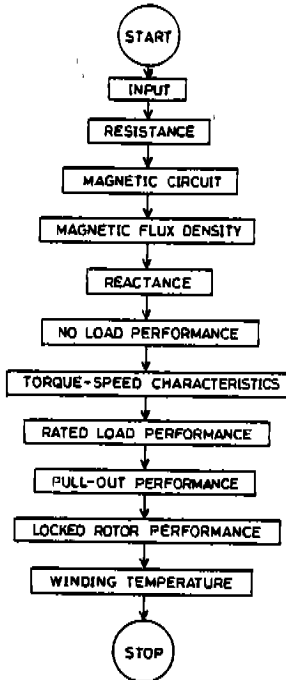 START
INPUT
RESISTANCE
MAGNETIC CIRCUIT
MAGNETIC FLUX DENSITY
REACTANCE
NO LOAD PERFORMANCE
TORQUE-SPEED CHARACTERISTICS
RATED LOAD PERFORMANCE
PULL-OUT PERFORMANCE
LOCKED ROTOR PERFORMANCE
WINDING TEMPERATURE
STOP